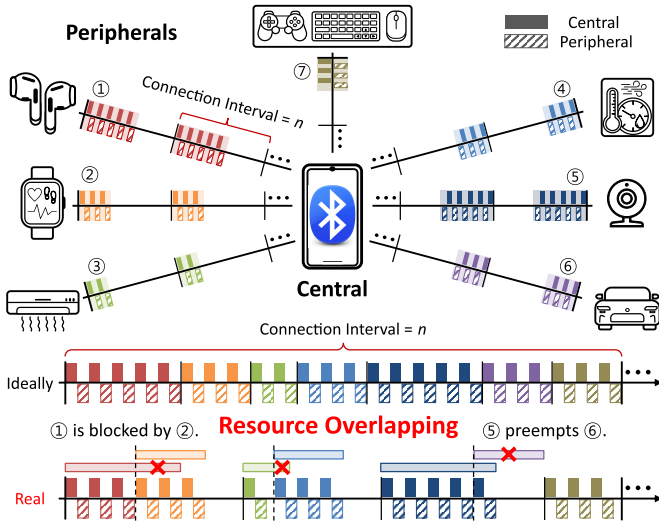 Peripherals
Central
Peripheral
⑦
①
Connection Interval = n
④
②
⑤
③
⑥
Central
Connection Interval = n
Ideally
Resource Overlapping
① is blocked by ②.
⑤ preempts ⑥.
Real